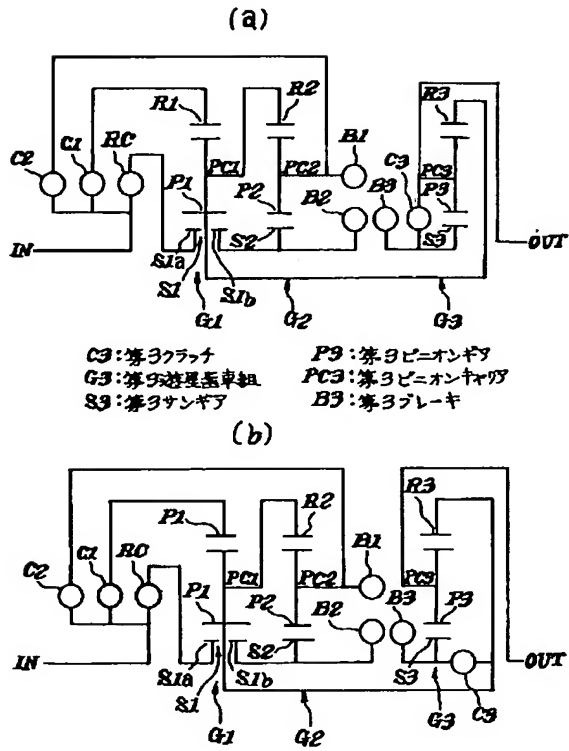 (a)
R1
R2
R3
C2
C1
RC
PC1
PC2
B1
B3
C3
PC3
P1
P2
B2
P3
IN
S1a
S2
S3
OUT
S1
S1b
G1
G2
G3
C3:第3クラッチ P3:第3ピニオンギア
G3:第3遊星歯車組 PC3:第3ピニオンキャリア
S3:第3サンギア B3:第3ブレーキ
(b)
P1
R2
R3
C2
C1
RC
PC1
PC2
B1
B3
PC3
P1
P2
B2
P3
IN
S1a
S2
S3
OUT
S1
S1b
G1
G2
G3
C3